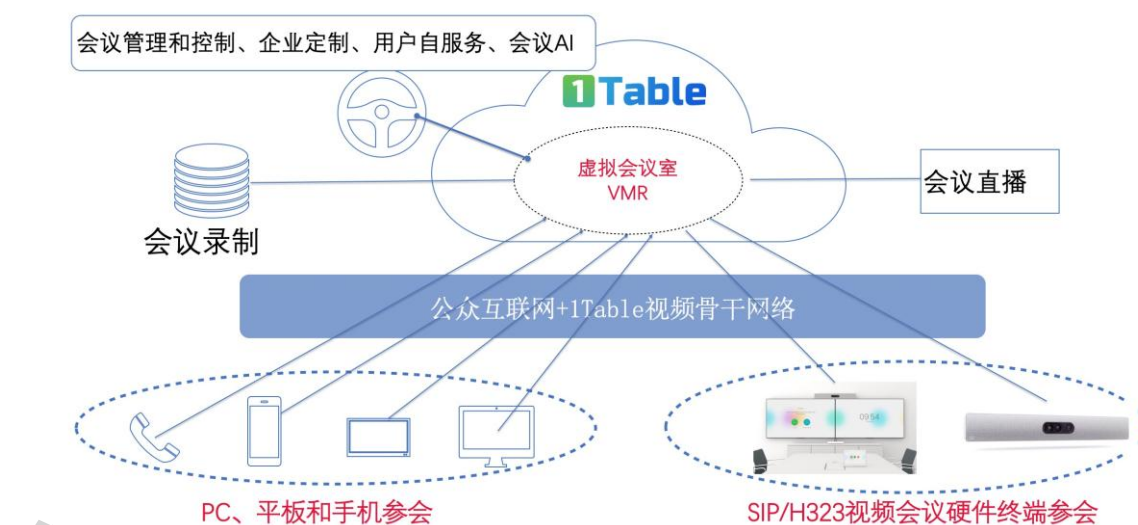 会议管理和控制、企业定制、用户自服务、会议AI
1Table
虚拟会议室
VMR
会议直播
会议录制
公众互联网+1Table视频骨干网络
09:54
PC、平板和手机参会
SIP/H323视频会议硬件终端参会